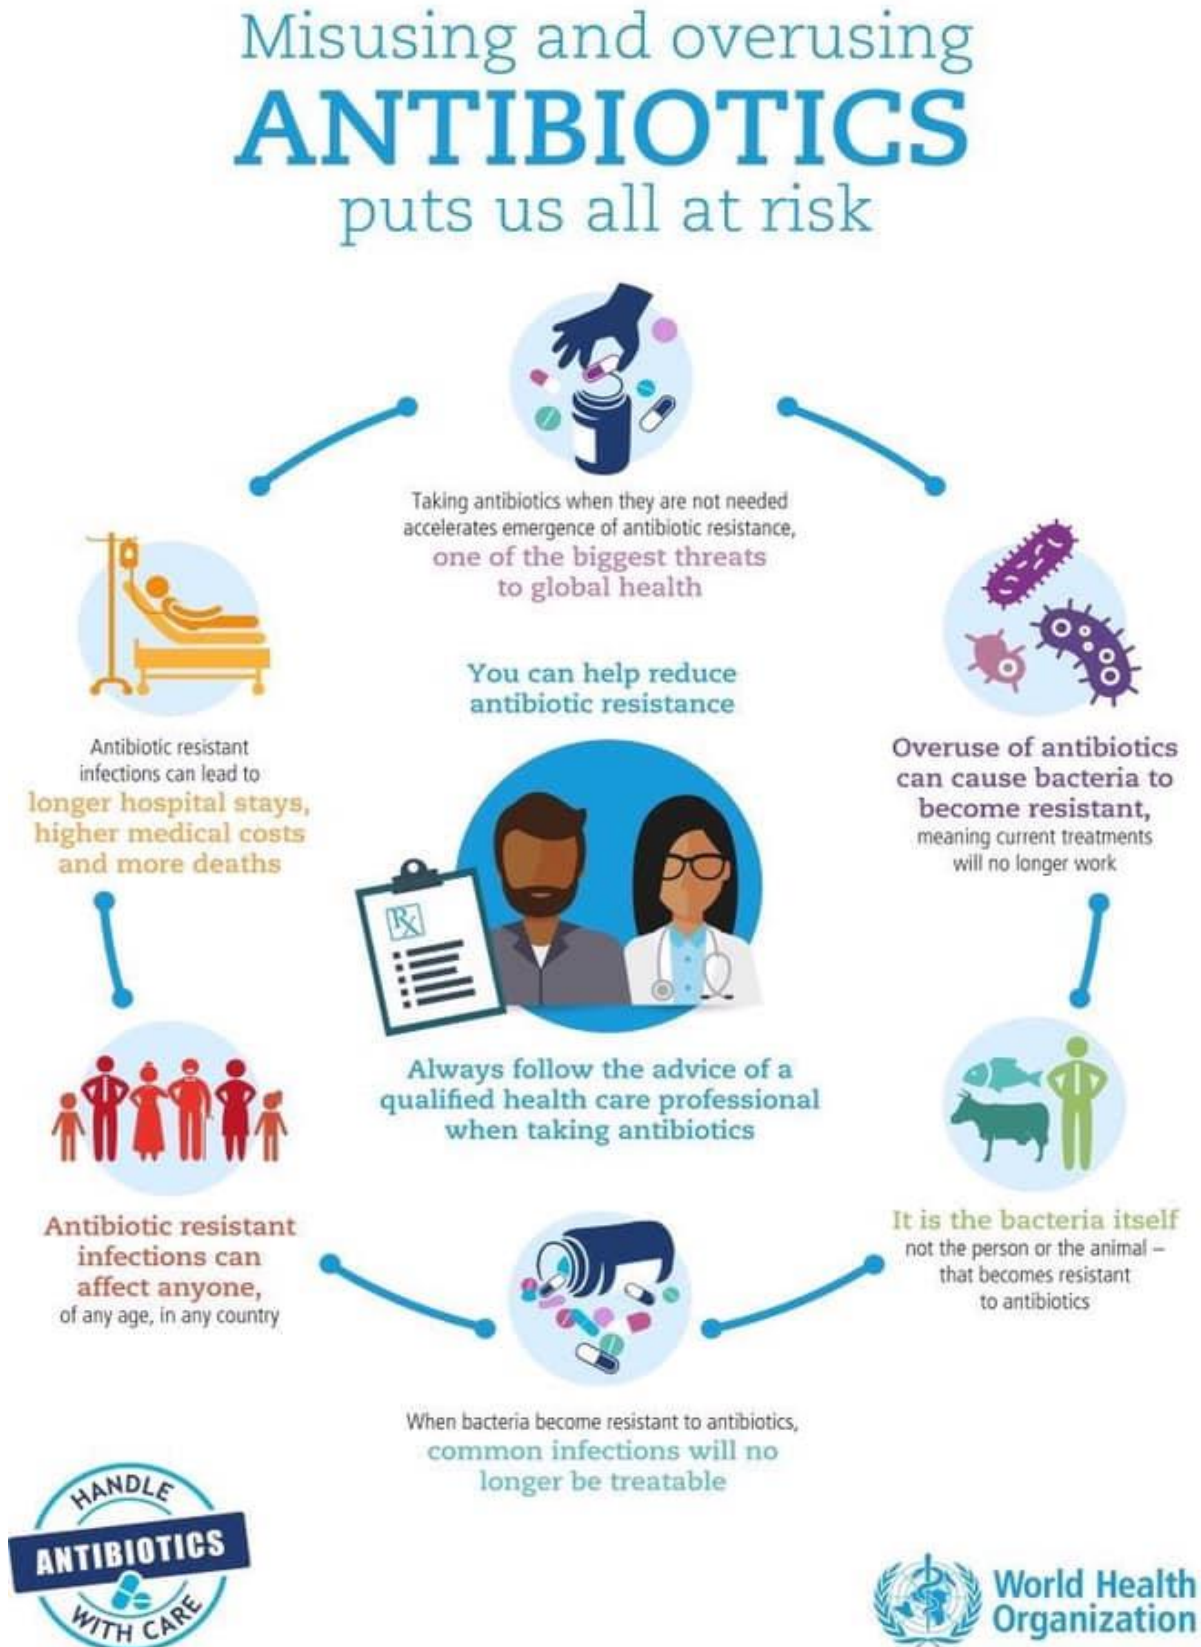 Misusing and overusing
ANTIBIOTICS
puts us all at risk
Taking antibiotics when they are not needed
accelerates emergence of antibiotic resistance,
one of the biggest threats
to global health
Overuse of antibiotics
can cause bacteria to
become resistant,
meaning current treatments
will no longer work
It is the bacteria itself
not the person or the animal –
that becomes resistant
to antibiotics
When bacteria become resistant to antibiotics,
common infections will no
longer be treatable
Antibiotic resistant
infections can
affect anyone,
of any age, in any country
Antibiotic resistant
infections can lead to
longer hospital stays,
higher medical costs
and more deaths
You can help reduce
antibiotic resistance
Rx
Always follow the advice of a
qualified health care professional
when taking antibiotics
HANDLE
ANTIBIOTICS
WITH CARE
World Health
Organization